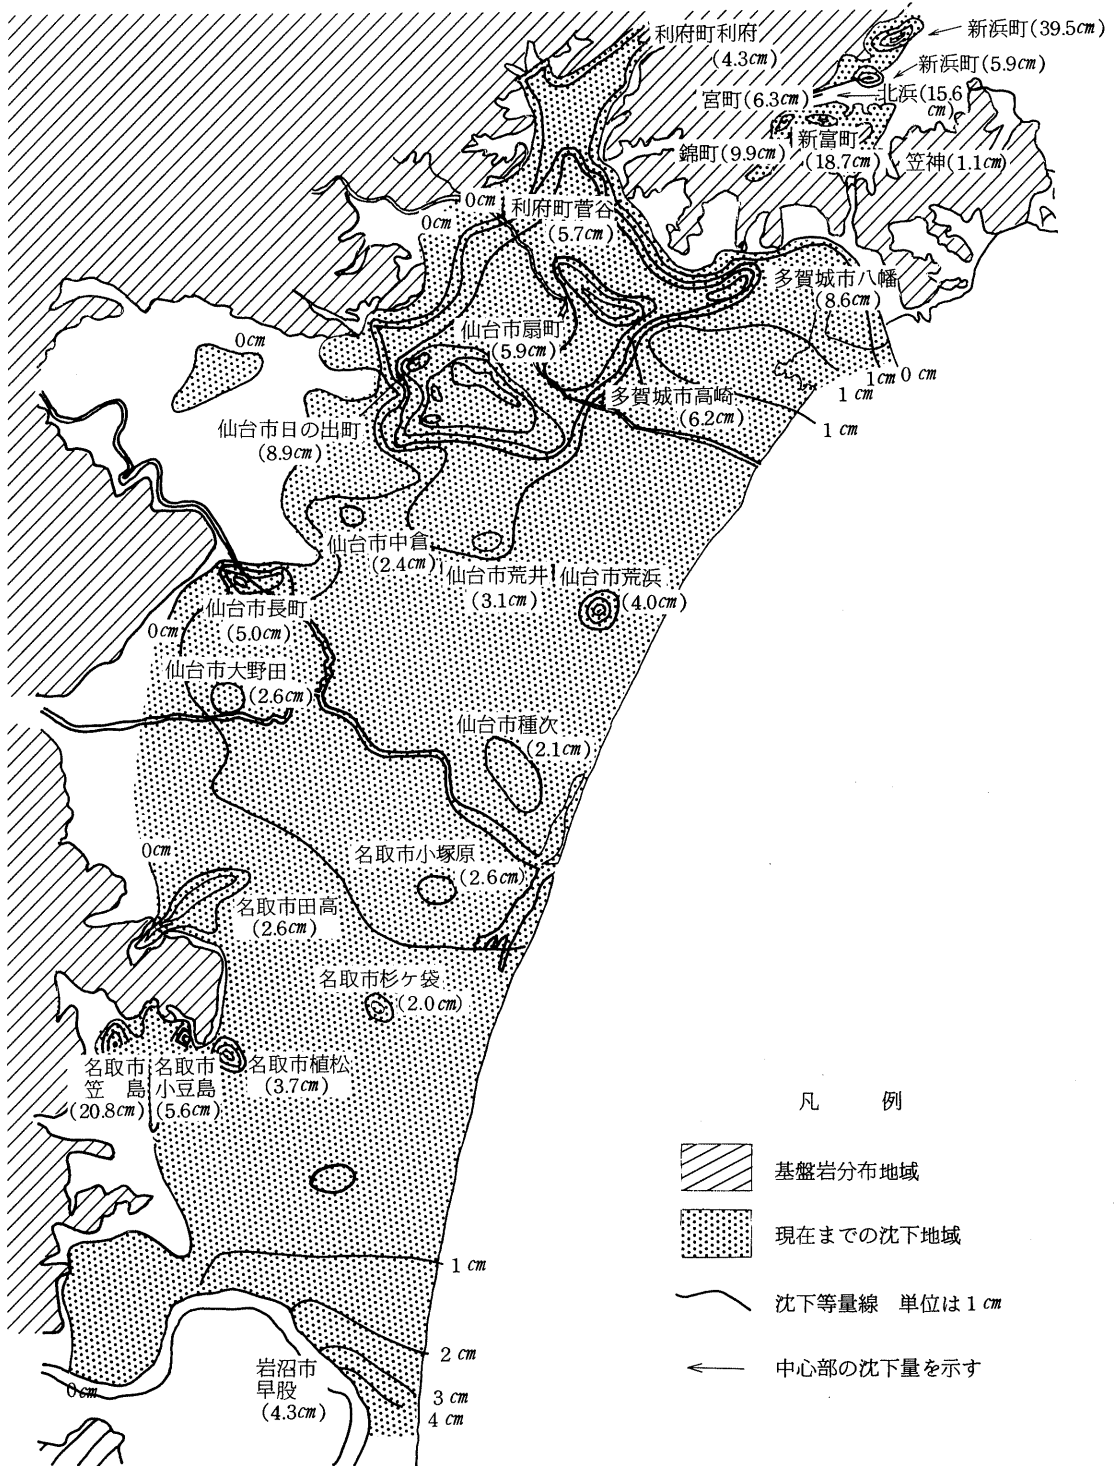 利府町利府
(4.3cm)
新浜町(39.5cm)
新浜町(5.9cm)
宮町(6.3cm)
北浜(15.6
cm)
錦町(9.9cm)
新富町
(18.7cm)
笠神(1.1cm)
0cm
0cm
利府町菅谷
(5.7cm)
多賀城市八幡
(8.6cm)
仙台市扇町
(5.9cm)
0cm
1cm
0cm
1cm
多賀城市高崎
(6.2cm)
1cm
仙台市日の出町
(8.9cm)
仙台市中倉
(2.4cm)
仙台市荒井
(3.1cm)
仙台市荒浜
(4.0cm)
仙台市長町
(5.0cm)
0cm
仙台市大野田
(2.6cm)
仙台市種次
(2.1cm)
0cm
名取市小塚原
(2.6cm)
名取市田高
(2.6cm)
名取市杉ケ袋
(2.0cm)
名取市
笠島
(20.8cm)
名取市
小豆島
(5.6cm)
名取市植松
(3.7cm)
1cm
2cm
3cm
4cm
0cm
岩沼市
早股
(4.3cm)
凡例
基盤岩分布地域
現在までの沈下地域
沈下等量線 単位は1cm
中心部の沈下量を示す